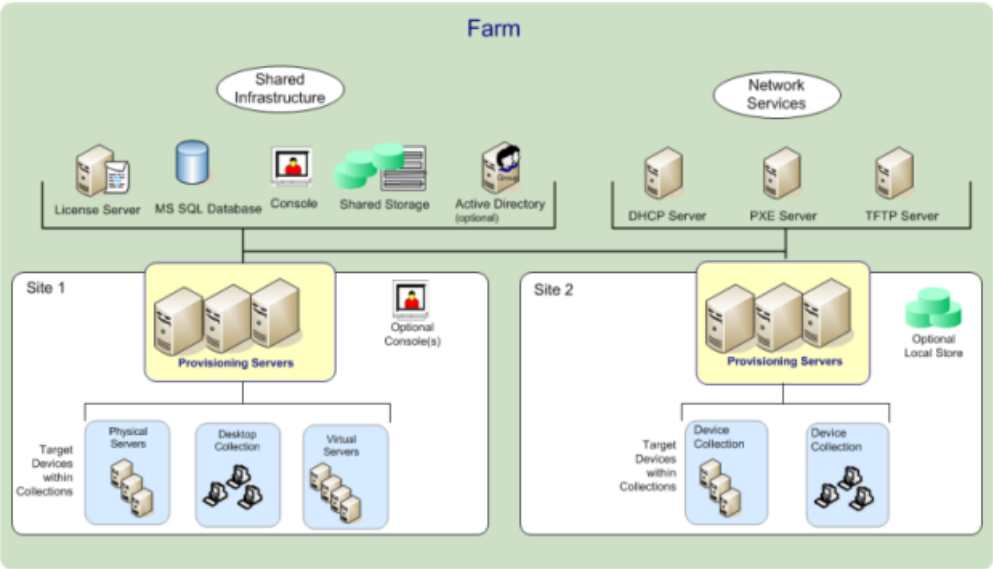 Farm
Shared
Infrastructure
Network
Services
License Server
MS SQL Database
Console
Shared Storage
Group
Active Directory
(optional)
DHCP Server
PXE Server
TFTP Server
Site 1
Provisioning Servers
Optional
Console(s)
Target
Devices
within
Collections
Physical
Servers
Desktop
Collection
Virtual
Servers
Site 2
Provisioning Servers
Optional
Local Store
Target
Devices
within
Collections
Device
Collection
Device
Collection